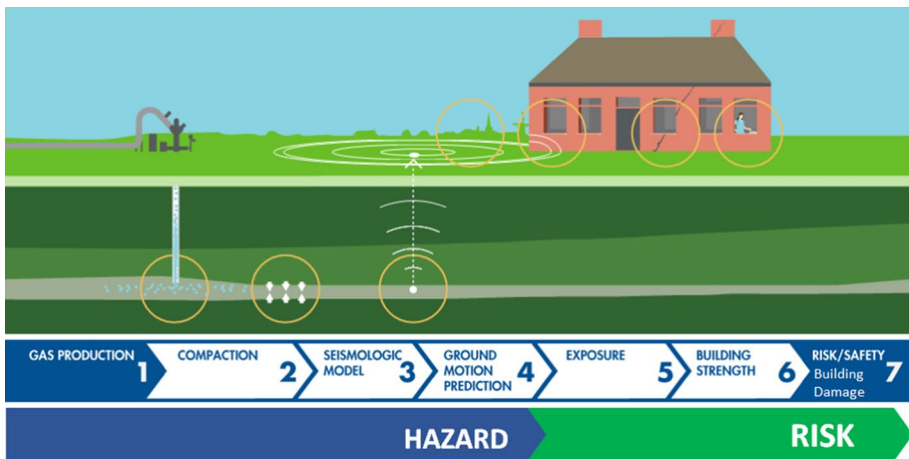 GAS PRODUCTION 1
COMPACTION 2
SEISMOLOGIC
MODEL 3
GROUND
MOTION
PREDICTION 4
EXPOSURE 5
BUILDING
STRENGTH 6
RISK/SAFETY
Building
Damage 7
HAZARD
RISK